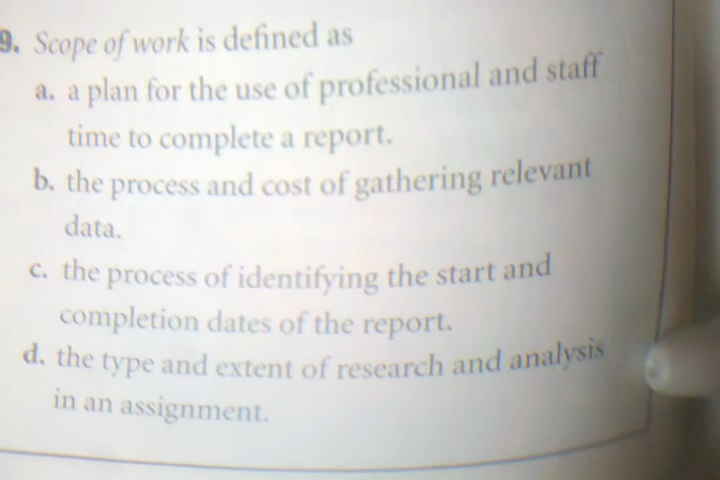 9. Scope of work is defined as
a. a plan for the use of professional and staff
time to complete a report.
b. the process and cost of gathering relevant
data.
c. the process of identifying the start and
completion dates of the report.
d. the type and extent of research and analysis
in an assignment.